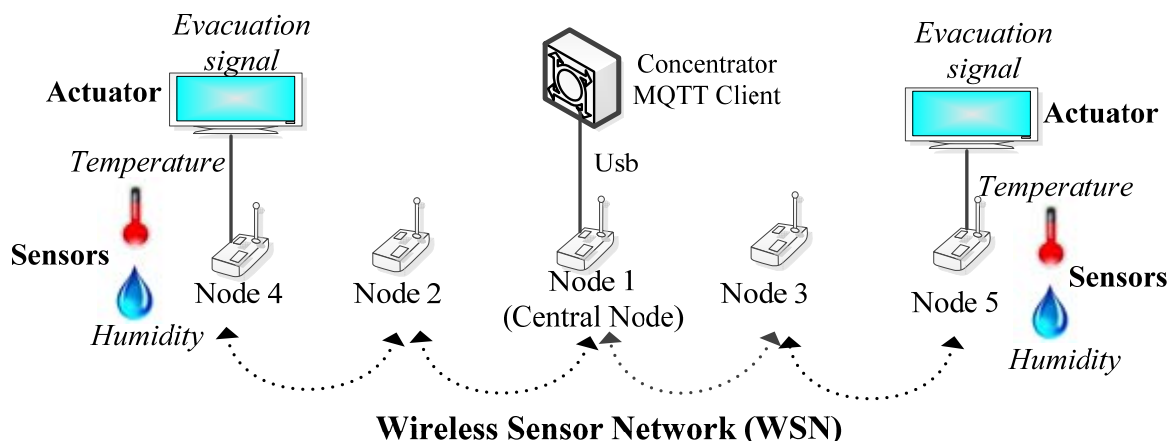 Evacuation
signal
Actuator
Temperature
Sensors
Humidity
Node 4
Node 2
Concentrator
MQTT Client
Usb
Node 1
(Central Node)
Node 3
Evacuation
signal
Actuator
Temperature
Sensors
Humidity
Node 5
Wireless Sensor Network (WSN)